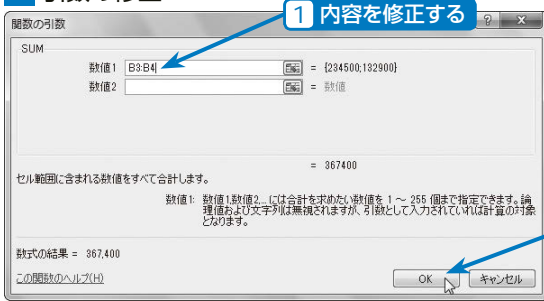 1 内容を修正する
関数の引数
SUM
数値1 B3:B4 = {234500;132900}
数値2 = 数値
= 367400
セル範囲に含まれる数値をすべて合計します。
数値1: 数値1,数値2,... には合計を求めたい数値を 1 ～ 255 個まで指定できます。論
理値および文字列は無視されますが、引数として入力されていれば計算の対象
となります。
数式の結果 = 367,400
この関数のヘルプ(H)
OK キャンセル